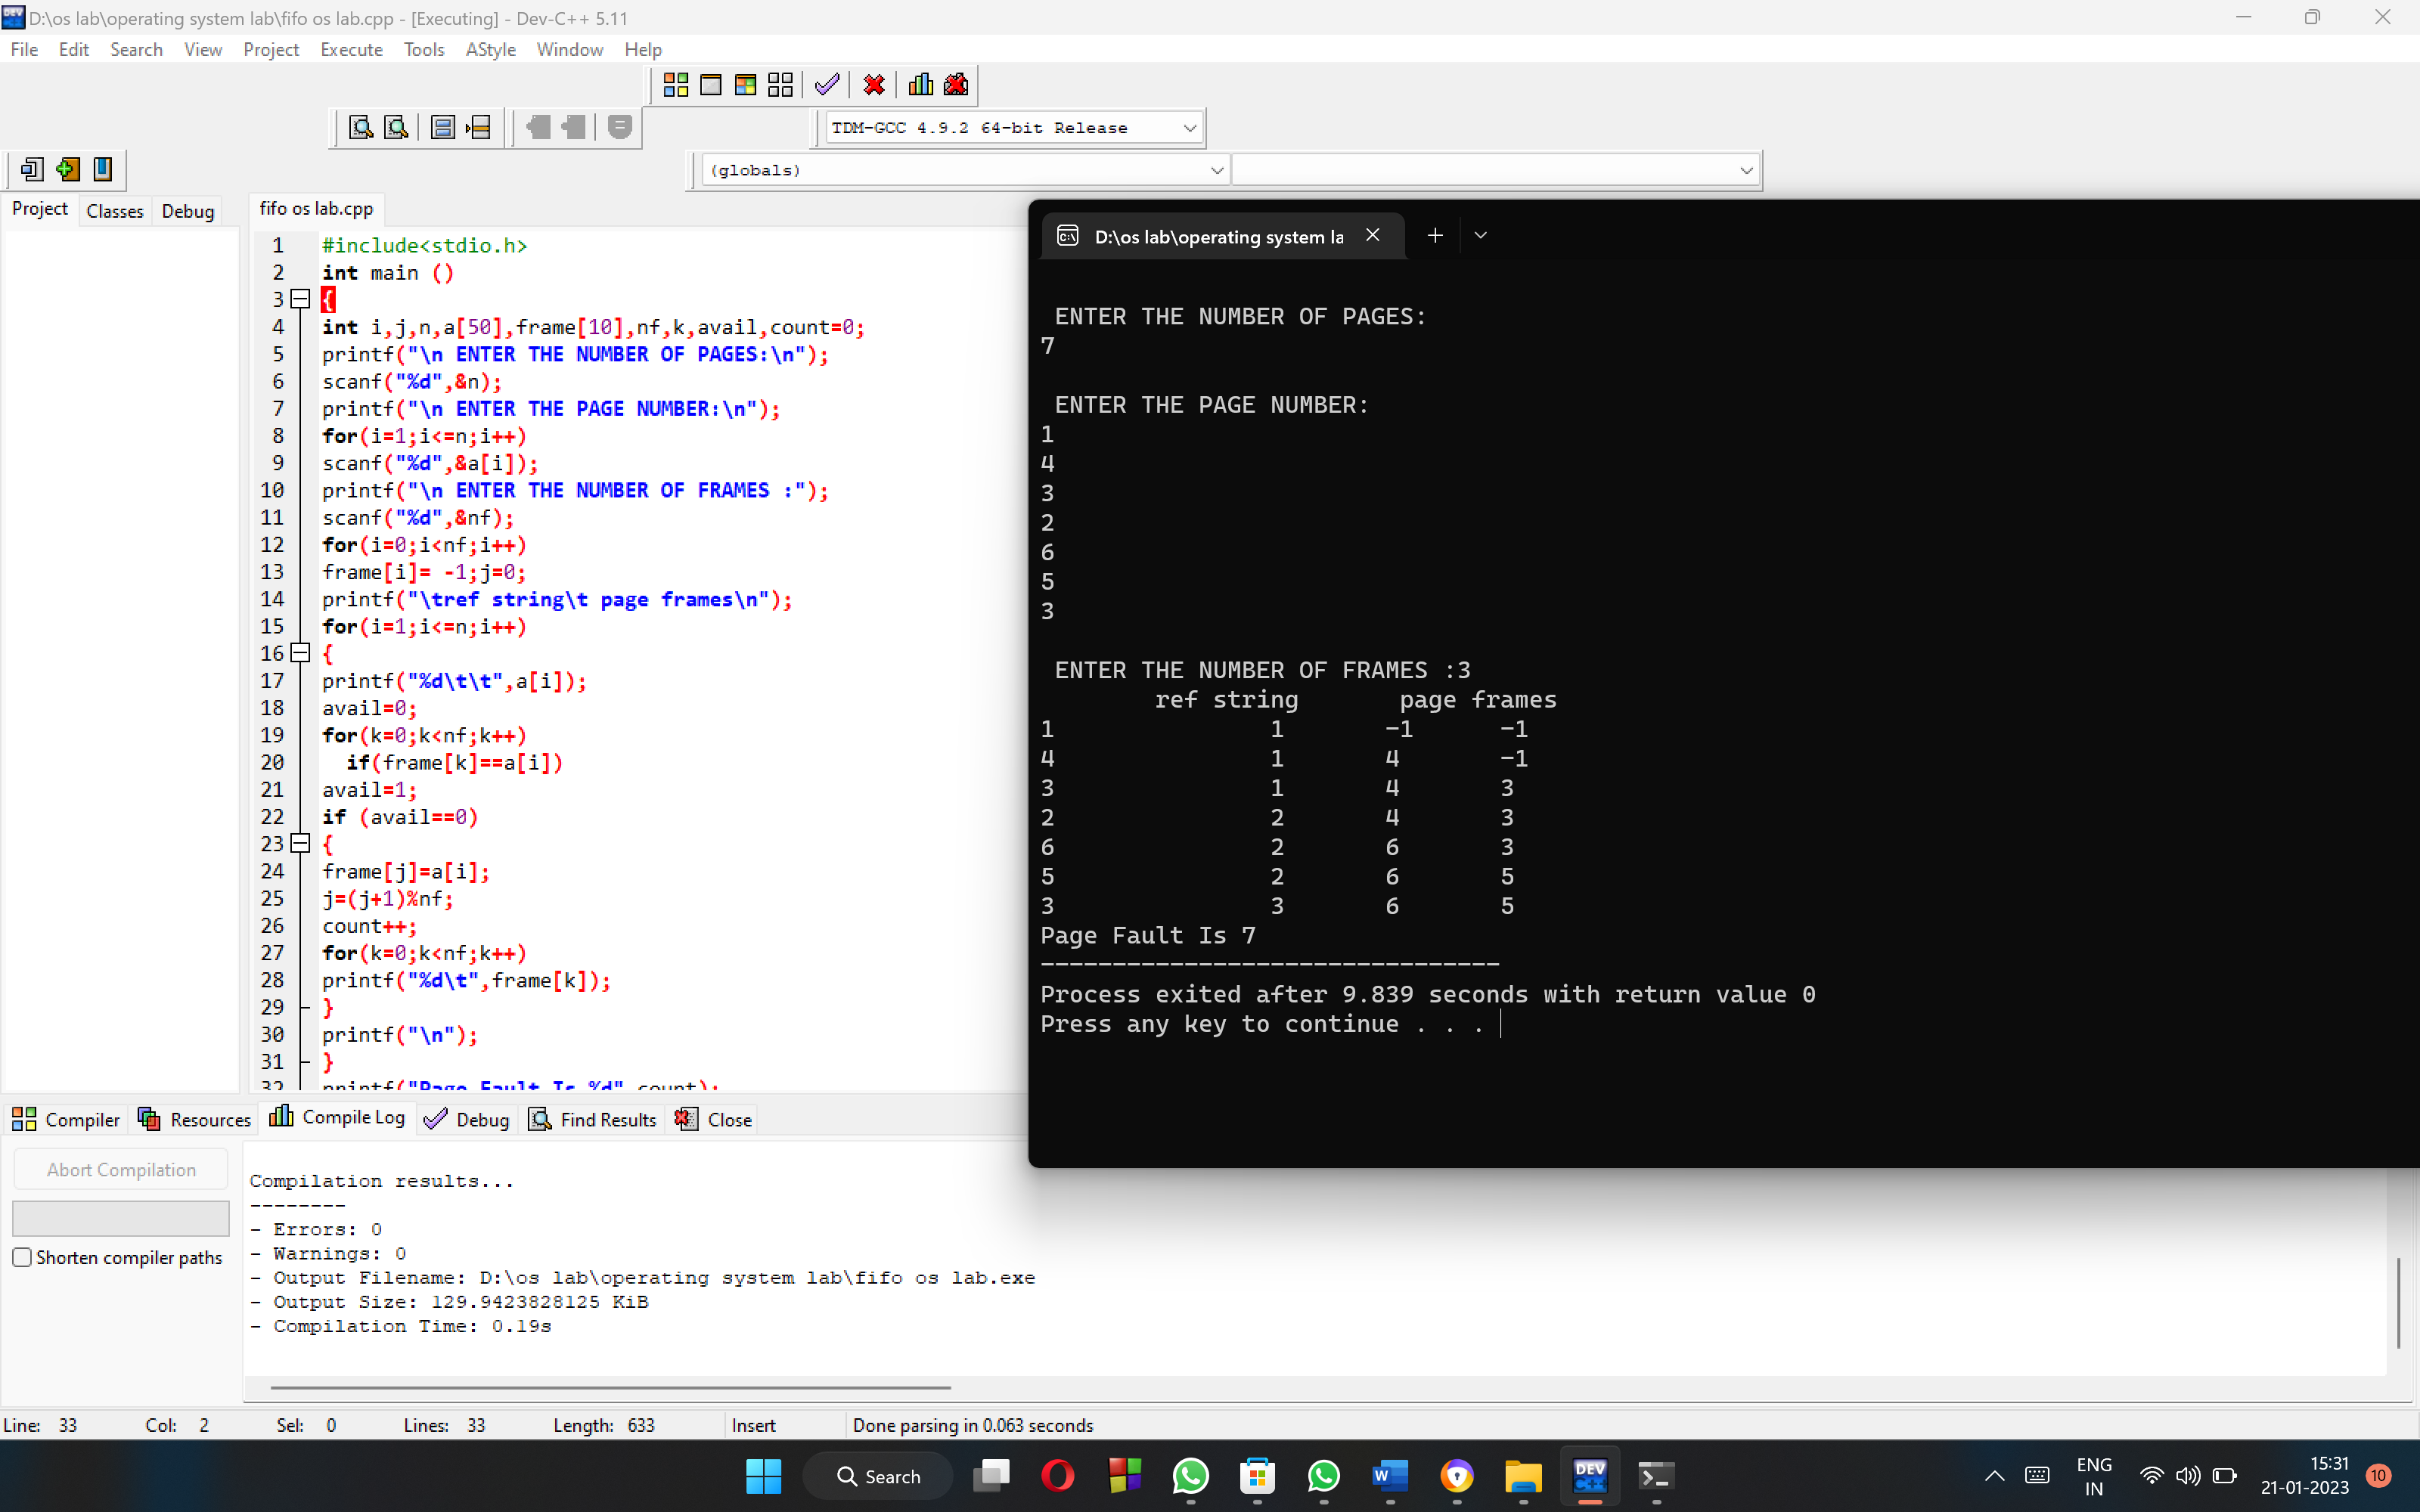 D:\os lab\operating system lab\fifo os lab.cpp - [Executing] - Dev-C++ 5.11
File Edit Search View Project Execute Tools AStyle Window Help
TDM-GCC 4.9.2 64-bit Release
(globals)
Project Classes Debug
fifo os lab.cpp
1 #include<stdio.h>
2 int main ()
3 {
4 int i,j,n,a[50],frame[10],nf,k,avail,count=0;
5 printf("\n ENTER THE NUMBER OF PAGES:\n");
6 scanf("%d",&n);
7 printf("\n ENTER THE PAGE NUMBER:\n");
8 for(i=1;i<=n;i++)
9 scanf("%d",&a[i]);
10 printf("\n ENTER THE NUMBER OF FRAMES :");
11 scanf("%d",&nf);
12 for(i=0;i<nf;i++)
13 frame[i]= -1;j=0;
14 printf("\tref string\t page frames\n");
15 for(i=1;i<=n;i++)
16 {
17 printf("%d\t\t",a[i]);
18 avail=0;
19 for(k=0;k<nf;k++)
20 if(frame[k]==a[i])
21 avail=1;
22 if (avail==0)
23 {
24 frame[j]=a[i];
25 j=(j+1)%nf;
26 count++;
27 for(k=0;k<nf;k++)
28 printf("%d\t",frame[k]);
29 }
30 printf("\n");
31 }
32 printf("Page Fault Is %d",count);
D:\os lab\operating system la
ENTER THE NUMBER OF PAGES:
7
ENTER THE PAGE NUMBER:
1
4
3
2
6
5
3
ENTER THE NUMBER OF FRAMES :3
ref string page frames
1 1 -1 -1
4 1 4 -1
3 1 4 3
2 2 4 3
6 2 6 3
5 2 6 5
3 3 6 5
Page Fault Is 7
--------------------------------
Process exited after 9.839 seconds with return value 0
Press any key to continue . . .
Compiler Resources Compile Log Debug Find Results Close
Abort Compilation
Shorten compiler paths
Compilation results...
--------
- Errors: 0
- Warnings: 0
- Output Filename: D:\os lab\operating system lab\fifo os lab.exe
- Output Size: 129.9423828125 KiB
- Compilation Time: 0.19s
Line: 33 Col: 2 Sel: 0 Lines: 33 Length: 633 Insert Done parsing in 0.063 seconds
Search
DEV
C++
ENG
IN
15:31
21-01-2023
10